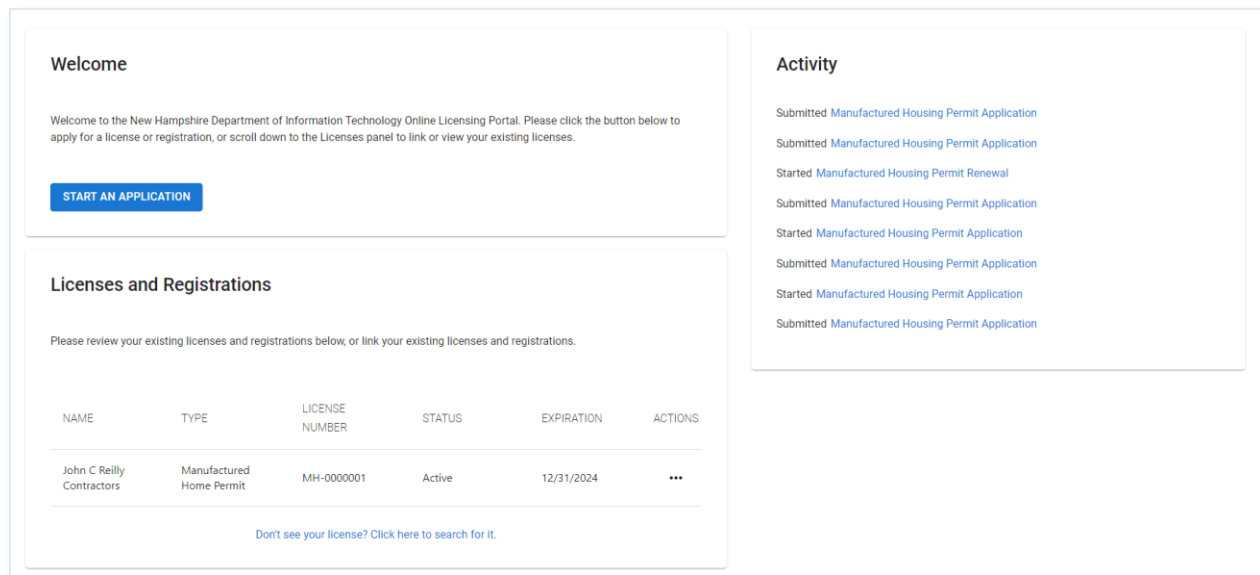 Welcome
Welcome to the New Hampshire Department of Information Technology Online Licensing Portal. Please click the button below to
apply for a license or registration, or scroll down to the Licenses panel to link or view your existing licenses.
START AN APPLICATION
Licenses and Registrations
Please review your existing licenses and registrations below, or link your existing licenses and registrations.
NAME TYPE LICENSE NUMBER STATUS EXPIRATION ACTIONS
John C Reilly Contractors Manufactured Home Permit MH-0000001 Active 12/31/2024 •••
Don't see your license? Click here to search for it.
Activity
Submitted Manufactured Housing Permit Application
Submitted Manufactured Housing Permit Application
Started Manufactured Housing Permit Renewal
Submitted Manufactured Housing Permit Application
Started Manufactured Housing Permit Application
Submitted Manufactured Housing Permit Application
Started Manufactured Housing Permit Application
Submitted Manufactured Housing Permit Application